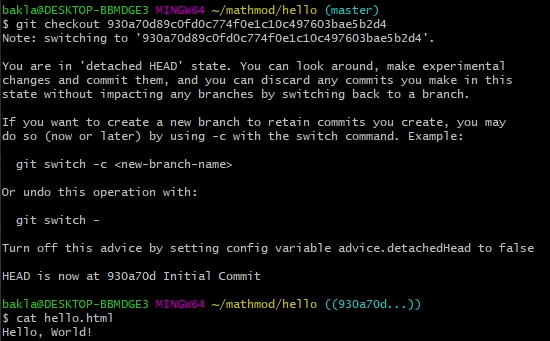 bakla@DESKTOP-BBMDGE3 MINGW64 ~/mathmod/hello (master)
$ git checkout 930a70d89c0fd0c774f0e1c10c497603bae5b2d4
Note: switching to '930a70d89c0fd0c774f0e1c10c497603bae5b2d4'.
You are in 'detached HEAD' state. You can look around, make experimental
changes and commit them, and you can discard any commits you make in this
state without impacting any branches by switching back to a branch.
If you want to create a new branch to retain commits you create, you may
do so (now or later) by using -c with the switch command. Example:
git switch -c <new-branch-name>
Or undo this operation with:
git switch -
Turn off this advice by setting config variable advice.detachedHead to false
HEAD is now at 930a70d Initial Commit
bakla@DESKTOP-BBMDGE3 MINGW64 ~/mathmod/hello ((930a70d...))
$ cat hello.html
Hello, World!